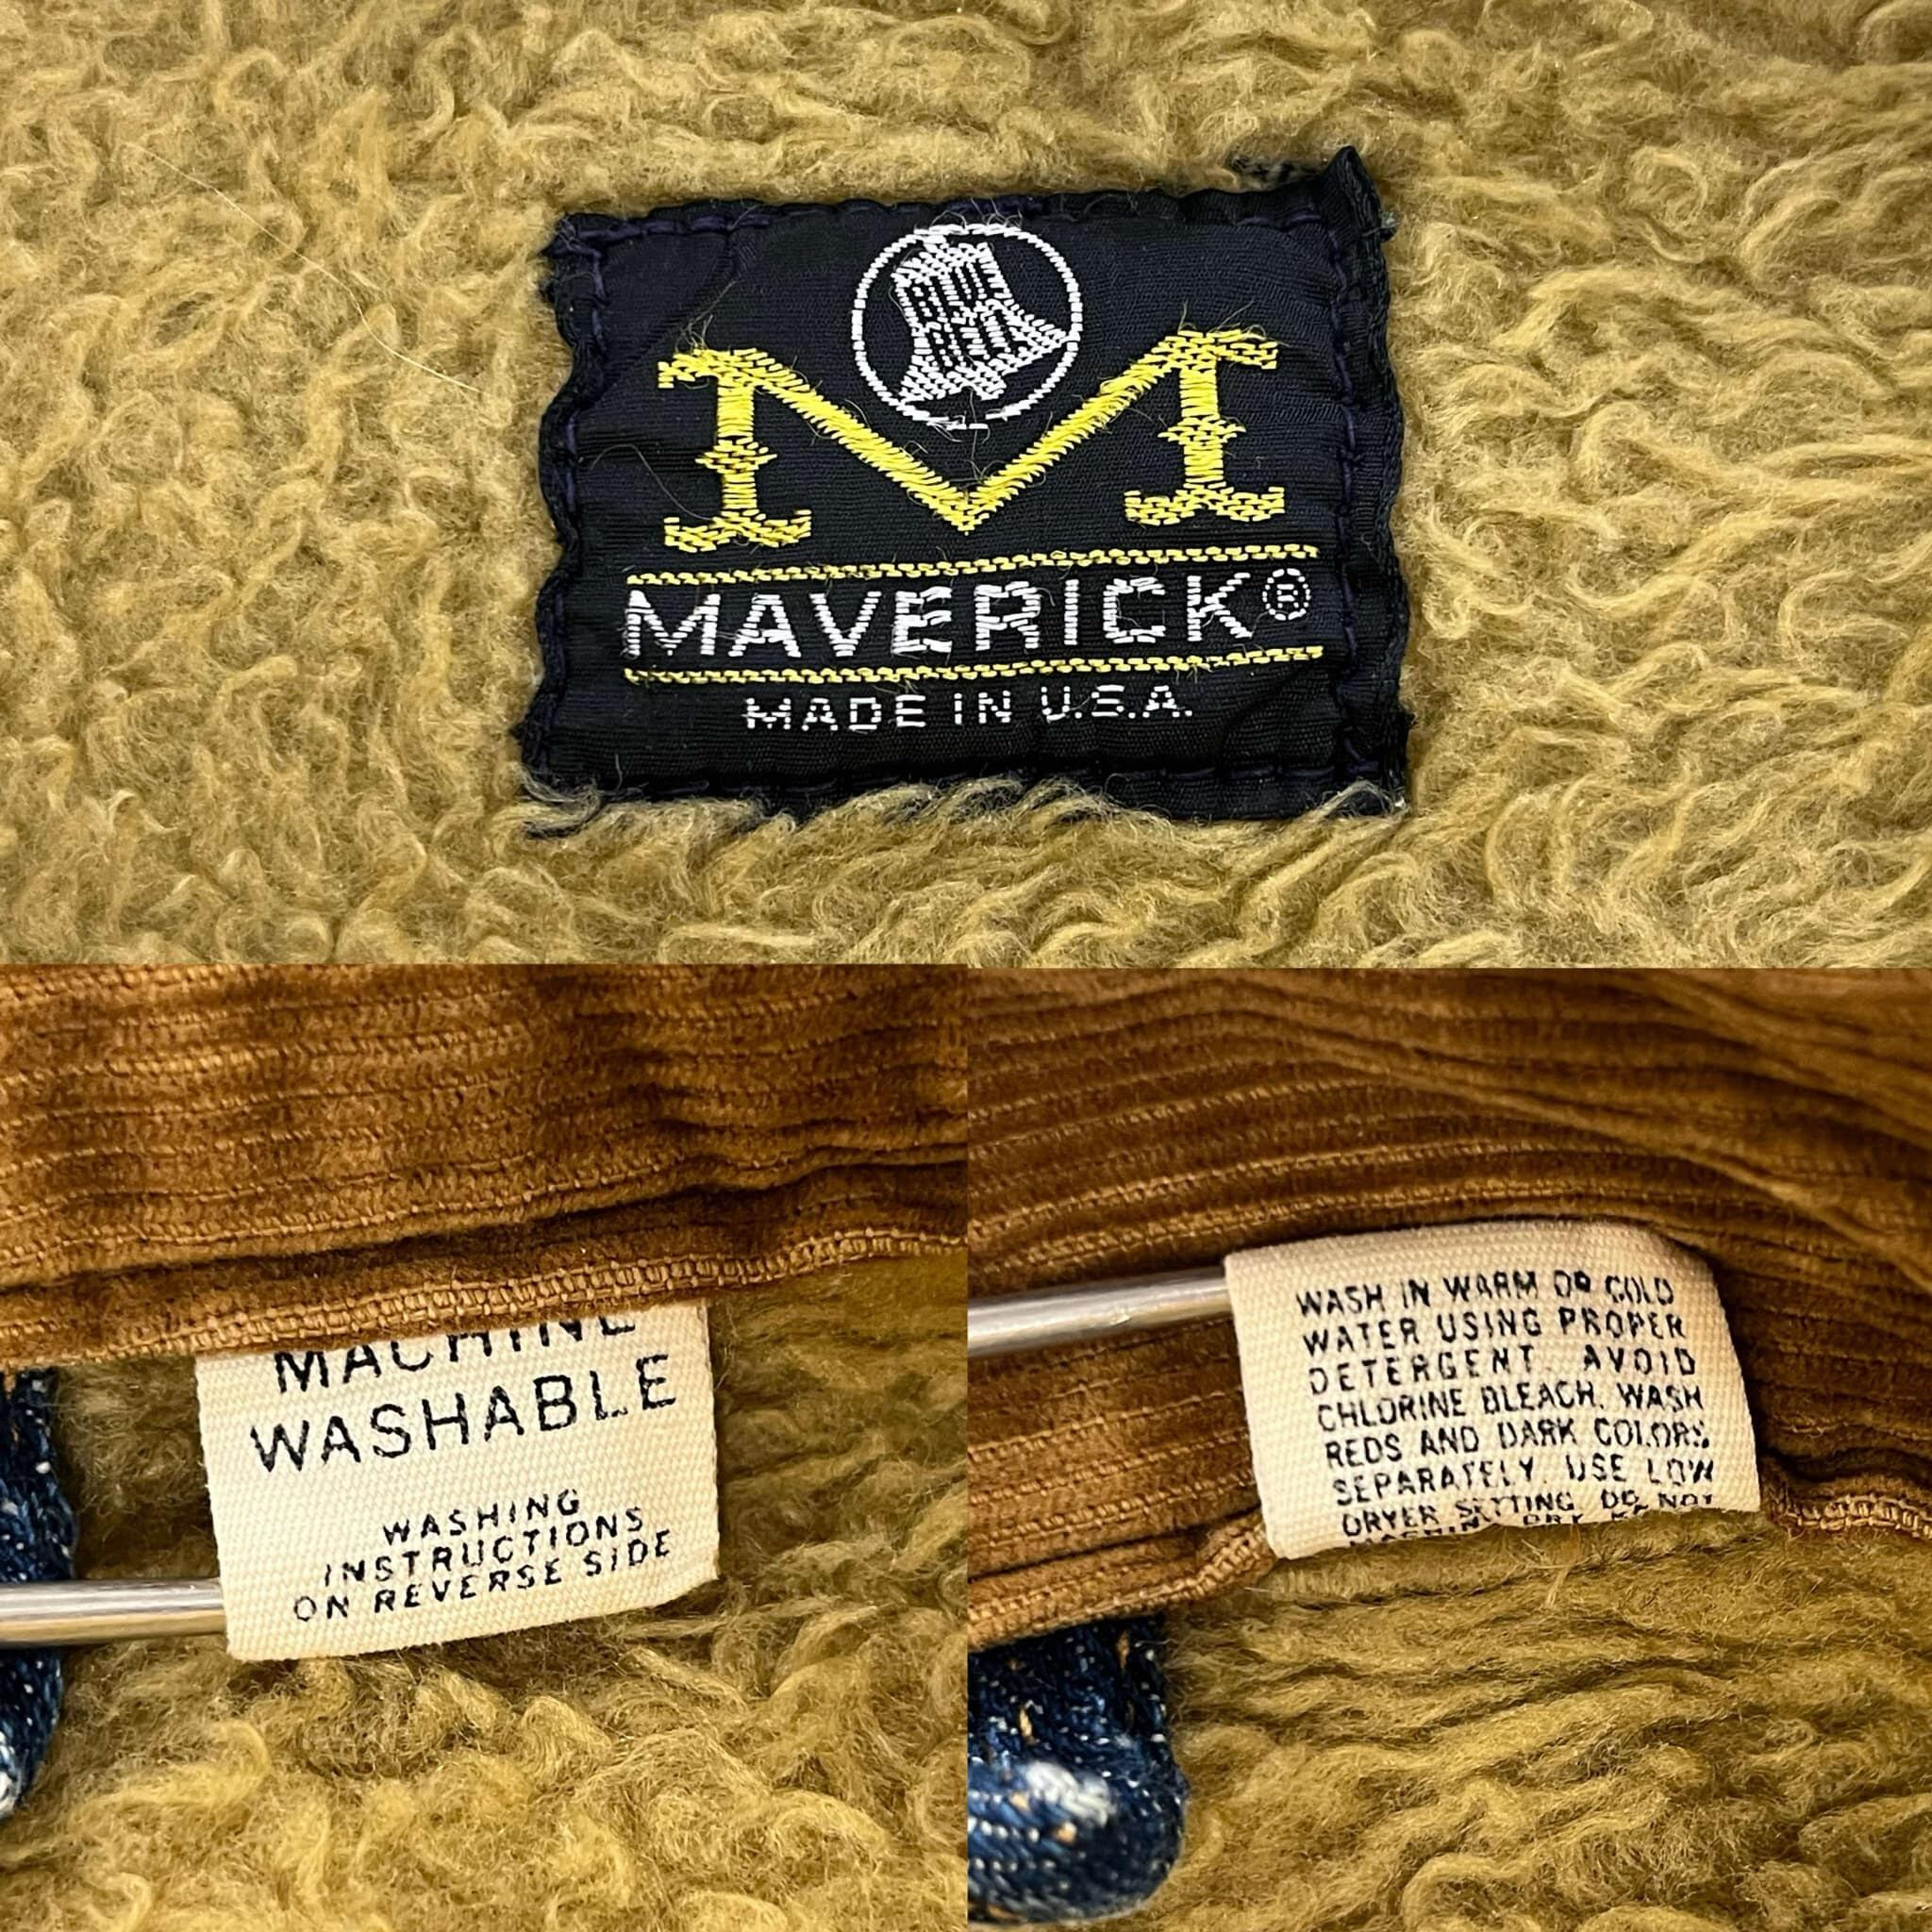 BLUE
BELL
MAVERICK®
MADE IN U.S.A.
MACHINE
WASHABLE
WASHING
INSTRUCTIONS
ON REVERSE SIDE
WASH IN WARM OR COLD
WATER USING PROPER
DETERGENT. AVOID
CHLORINE BLEACH. WASH
REDS AND DARK COLORS
SEPARATELY. USE LOW
DRYER SETTING DO NOT